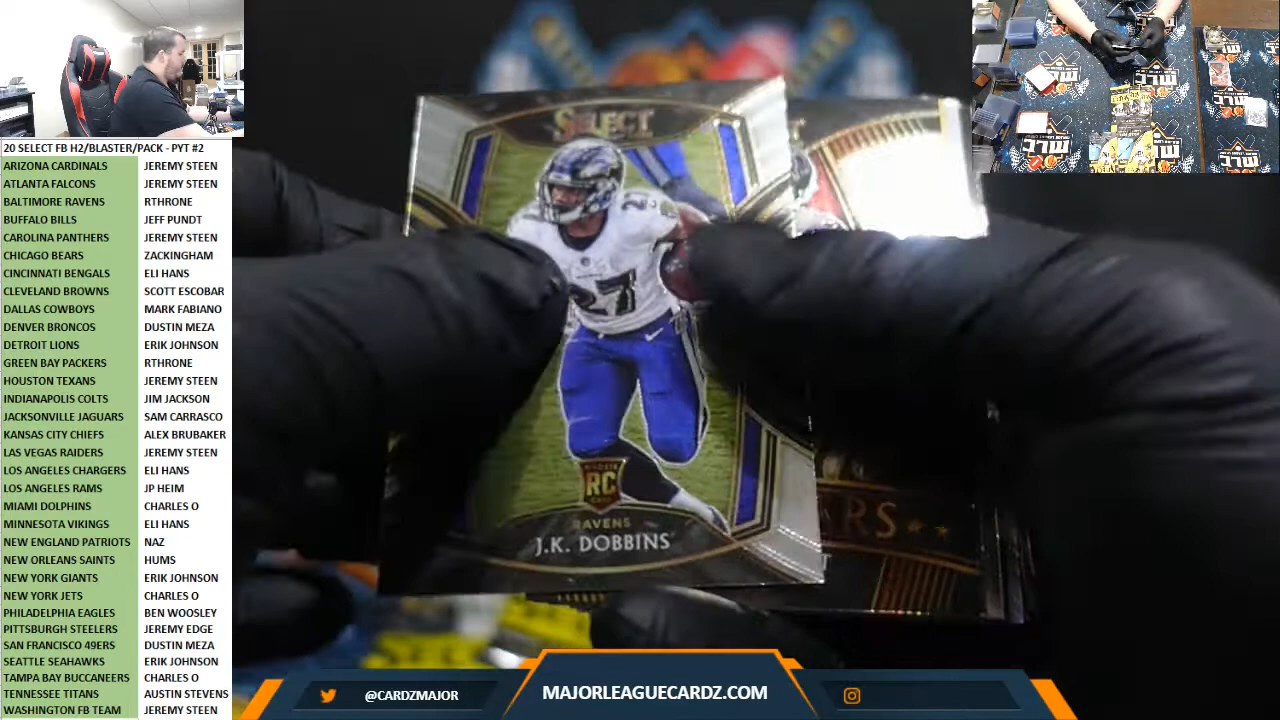 20 SELECT FB H2/BLASTER/PACK - PYT #2
ARIZONA CARDINALS JEREMY STEEN
ATLANTA FALCONS JEREMY STEEN
BALTIMORE RAVENS RTHRONE
BUFFALO BILLS JEFF PUNDT
CAROLINA PANTHERS JEREMY STEEN
CHICAGO BEARS ZACKINGHAM
CINCINNATI BENGALS ELI HANS
CLEVELAND BROWNS SCOTT ESCOBAR
DALLAS COWBOYS MARK FABIANO
DENVER BRONCOS DUSTIN MEZA
DETROIT LIONS ERIK JOHNSON
GREEN BAY PACKERS RTHRONE
HOUSTON TEXANS JEREMY STEEN
INDIANAPOLIS COLTS JIM JACKSON
JACKSONVILLE JAGUARS SAM CARRASCO
KANSAS CITY CHIEFS ALEX BRUBAKER
LAS VEGAS RAIDERS JEREMY STEEN
LOS ANGELES CHARGERS ELI HANS
LOS ANGELES RAMS JP HEIM
MIAMI DOLPHINS CHARLES O
MINNESOTA VIKINGS ELI HANS
NEW ENGLAND PATRIOTS NAZ
NEW ORLEANS SAINTS HUMS
NEW YORK GIANTS ERIK JOHNSON
NEW YORK JETS CHARLES O
PHILADELPHIA EAGLES BEN WOOSLEY
PITTSBURGH STEELERS JEREMY EDGE
SAN FRANCISCO 49ERS DUSTIN MEZA
SEATTLE SEAHAWKS ERIK JOHNSON
TAMPA BAY BUCCANEERS CHARLES O
TENNESSEE TITANS AUSTIN STEVENS
WASHINGTON FB TEAM JEREMY STEEN
SELECT
27
RC
RAVENS
J.K. DOBBINS
@CARDZMAJOR
MAJORLEAGUECARDZ.COM